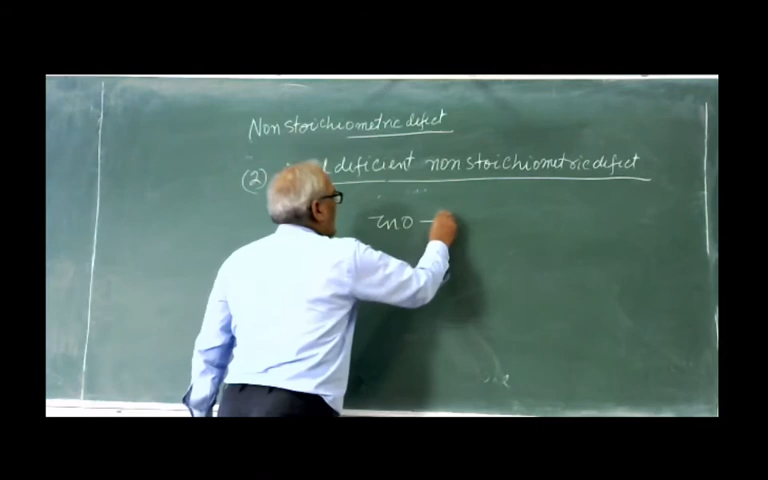 Non stoichiometric defect
(2) deficient non stoichiometric defect
ZnO —